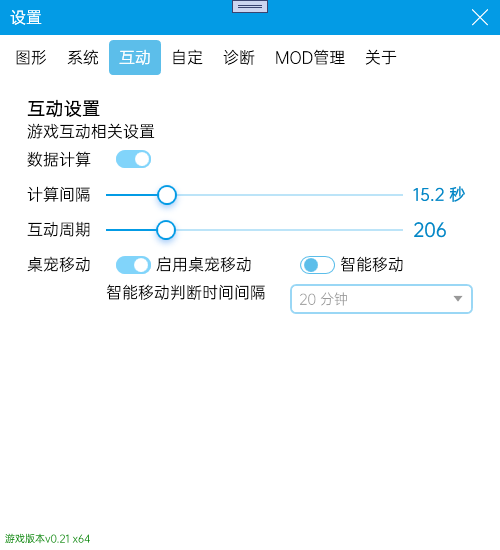 设置
图形 系统 互动 自定 诊断 MOD管理 关于
互动设置
游戏互动相关设置
数据计算
计算间隔 15.2 秒
互动周期 206
桌宠移动 启用桌宠移动 智能移动
智能移动判断时间间隔 20 分钟
游戏版本v0.21 x64